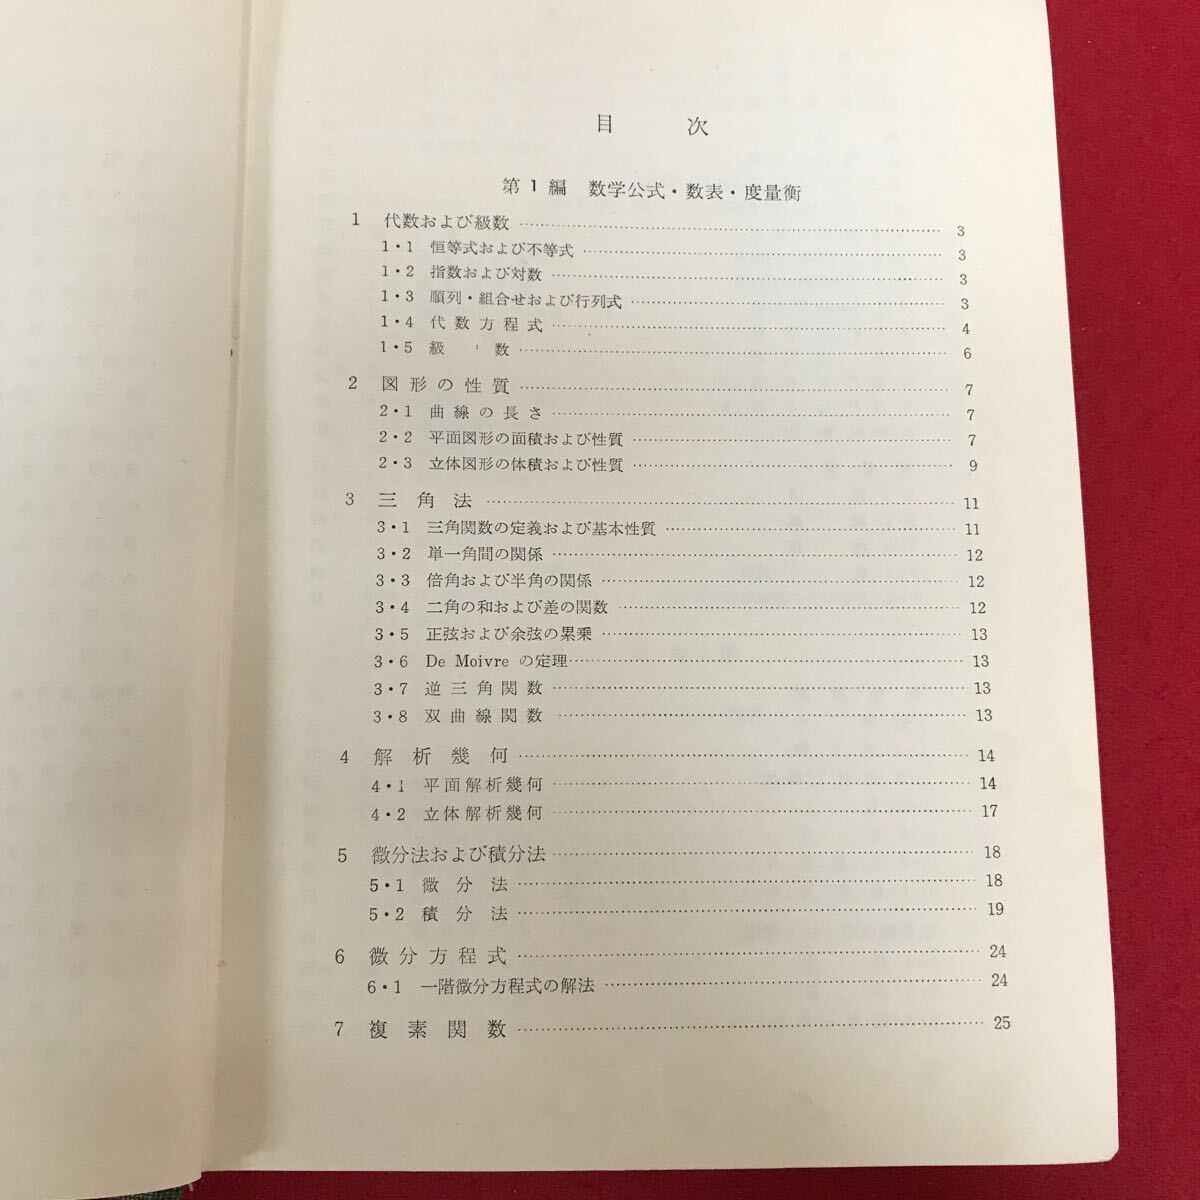 目次
第1編 数学公式・数表・度量衡
1 代数および級数 3
1・1 恒等式および不等式 3
1・2 指数および対数 3
1・3 順列・組合せおよび行列式 3
1・4 代数方程式 4
1・5 級数 6
2 図形の性質 7
2・1 曲線の長さ 7
2・2 平面図形の面積および性質 7
2・3 立体図形の体積および性質 9
3 三角法 11
3・1 三角関数の定義および基本性質 11
3・2 単一角間の関係 12
3・3 倍角および半角の関係 12
3・4 二角の和および差の関数 12
3・5 正弦および余弦の累乗 13
3・6 De Moivre の定理 13
3・7 逆三角関数 13
3・8 双曲線関数 13
4 解析幾何 14
4・1 平面解析幾何 14
4・2 立体解析幾何 17
5 微分法および積分法 18
5・1 微分法 18
5・2 積分法 19
6 微分方程式 24
6・1 一階微分方程式の解法 24
7 複素関数 25